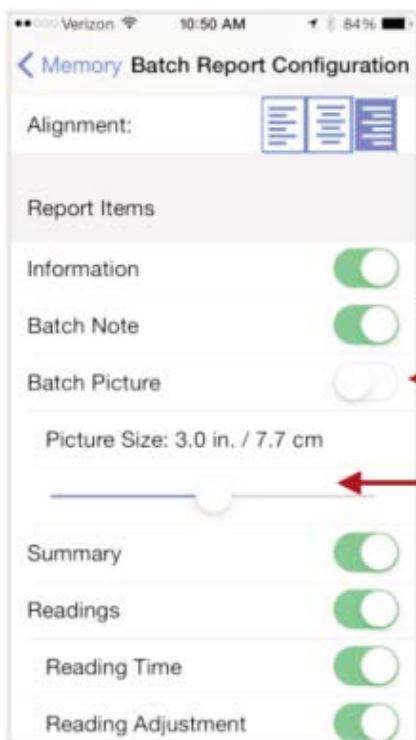 Verizon 10:50 AM 84%
Memory Batch Report Configuration
Alignment:
Report Items
Information
Batch Note
Batch Picture
Picture Size: 3.0 in. / 7.7 cm
Summary
Readings
Reading Time
Reading Adjustment